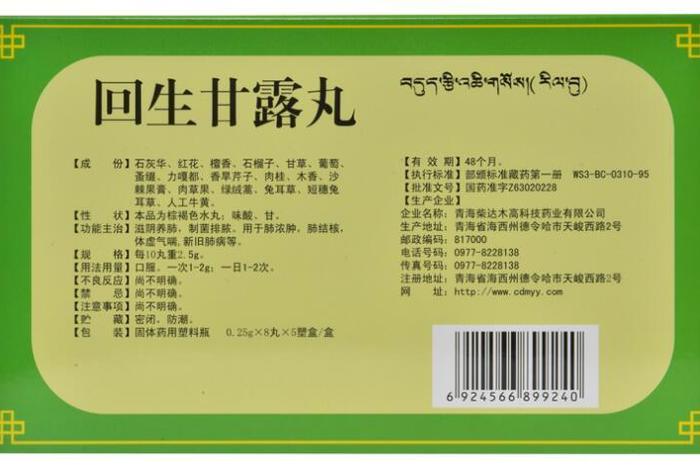 回生甘露丸
【成　份】石灰华、红花、檀香、石榴子、甘草、葡萄、
蚤缀、力嘎都、香旱芹子、肉桂、木香、沙
棘果膏、肉草果、绿绒蒿、兔耳草、短穗兔
耳草、人工牛黄。
【性　状】本品为棕褐色水丸；味酸、甘。
【功能主治】滋阴养肺，制菌排脓。用于肺浓肿，肺结核，
体虚气喘,新旧肺病等。
【规　格】每10丸重2.5g。
【用法用量】口服。一次1-2g；一日1-2次。
【不良反应】尚不明确。
【禁　忌】尚不明确。
【注意事项】尚不明确。
【贮　藏】密闭、防潮。
【包　装】固体药用塑料瓶　0.25g×8丸×5塑盒/盒
བདུད་རྩི་འཆི་གསོས།(རིལ་བུ)
【有 效 期】48个月。
【执行标准】部颁标准藏药第一册　WS3-BC-0310-95
【批准文号】国药准字Z63020228
【生产企业】
企业名称：青海柴达木高科技药业有限公司
生产地址：青海省海西州德令哈市天峻西路2号
邮政编码：817000
电话号码：0977-8228138
传真号码：0977-8228138
注册地址：青海省海西州德令哈市天峻西路2号
网　　址：http://www.cdmyy.com
6 924566 899240